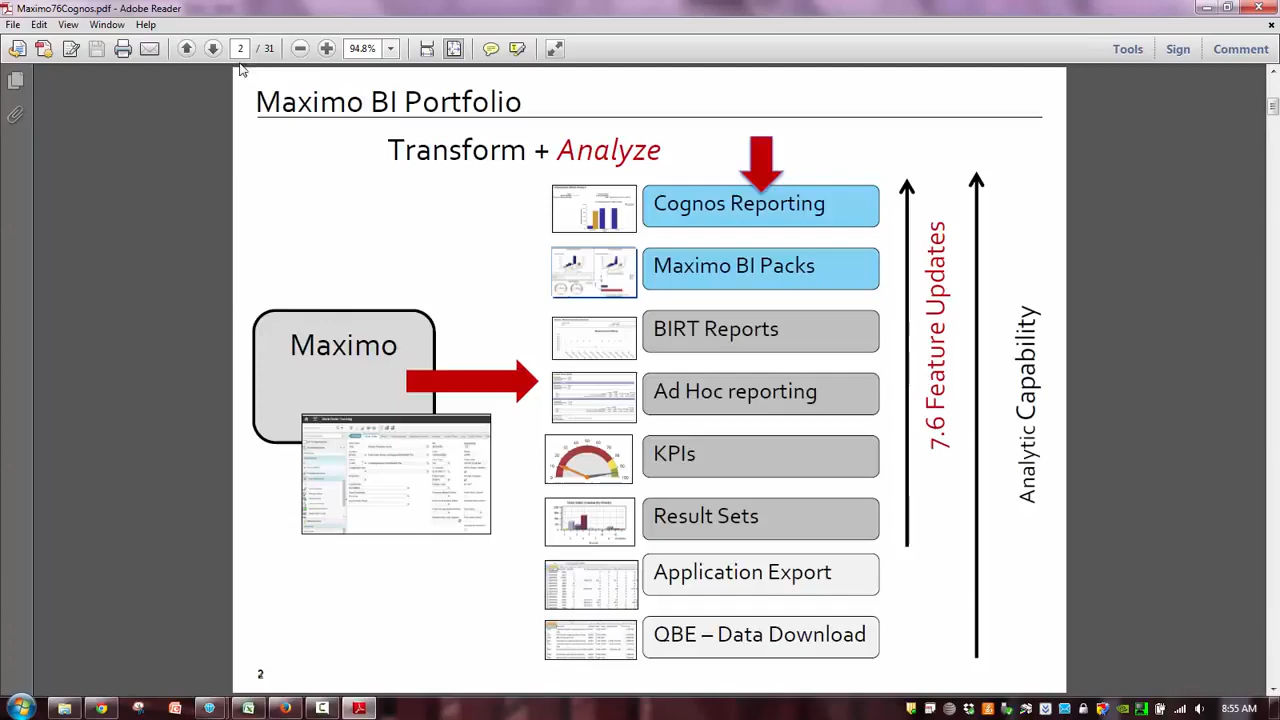 Maximo76Cognos.pdf - Adobe Reader
File Edit View Window Help
2 / 31 94.8% Tools Sign Comment
Maximo BI Portfolio
Transform + Analyze
Cognos Reporting
Maximo BI Packs
BIRT Reports
Maximo
Ad Hoc reporting
KPIs
Result Sets
Application Expo
QBE – Data Download
7.6 Feature Updates
Analytic Capability
2
8:55 AM